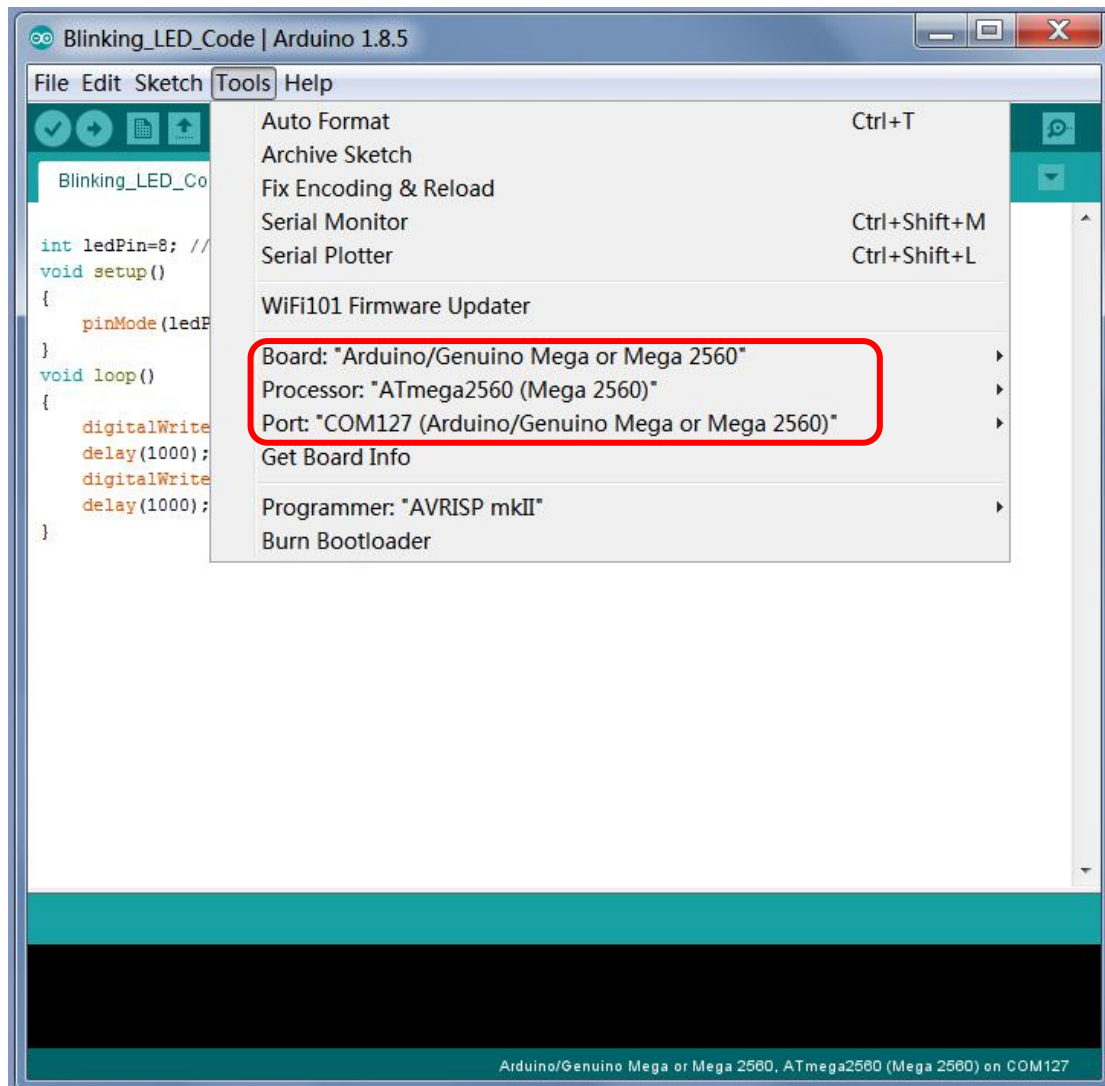 Blinking_LED_Code | Arduino 1.8.5
File Edit Sketch Tools Help
Auto Format Ctrl+T
Archive Sketch
Blinking_LED_Co
Fix Encoding & Reload
Serial Monitor Ctrl+Shift+M
Serial Plotter Ctrl+Shift+L
WiFi101 Firmware Updater
Board: "Arduino/Genuino Mega or Mega 2560"
Processor: "ATmega2560 (Mega 2560)"
Port: "COM127 (Arduino/Genuino Mega or Mega 2560)"
Get Board Info
Programmer: "AVRISP mkII"
Burn Bootloader
int ledPin=8; //
void setup()
{
pinMode(ledP
}
void loop()
{
digitalWrite
delay(1000);
digitalWrite
delay(1000);
}
Arduino/Genuino Mega or Mega 2560, ATmega2560 (Mega 2560) on COM127